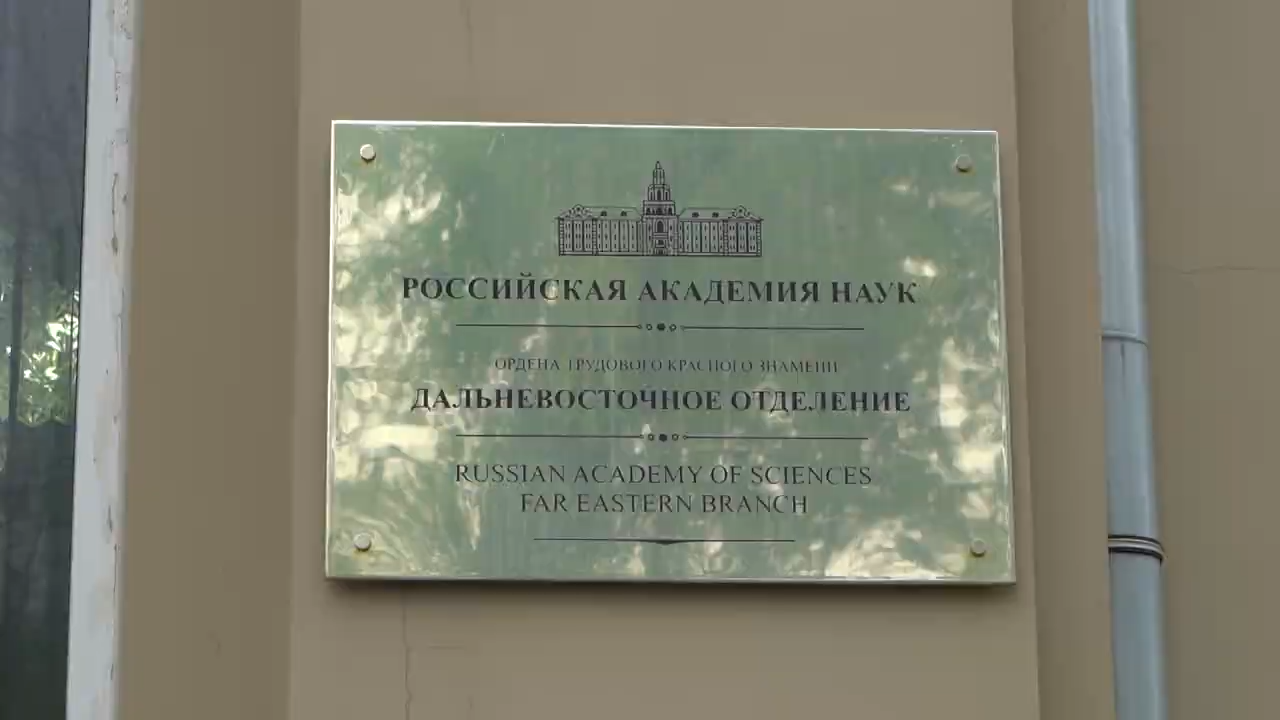 РОССИЙСКАЯ АКАДЕМИЯ НАУК
ОРДЕНА ТРУДОВОГО КРАСНОГО ЗНАМЕНИ
ДАЛЬНЕВОСТОЧНОЕ ОТДЕЛЕНИЕ
RUSSIAN ACADEMY OF SCIENCES
FAR EASTERN BRANCH